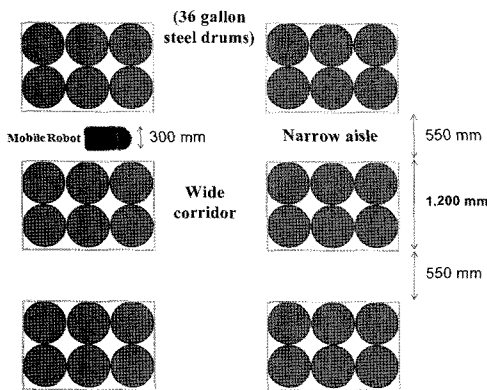 (36 gallon
steel drums)
Mobile Robot
300 mm
Narrow aisle
550 mm
Wide
corridor
1.200 mm
550 mm